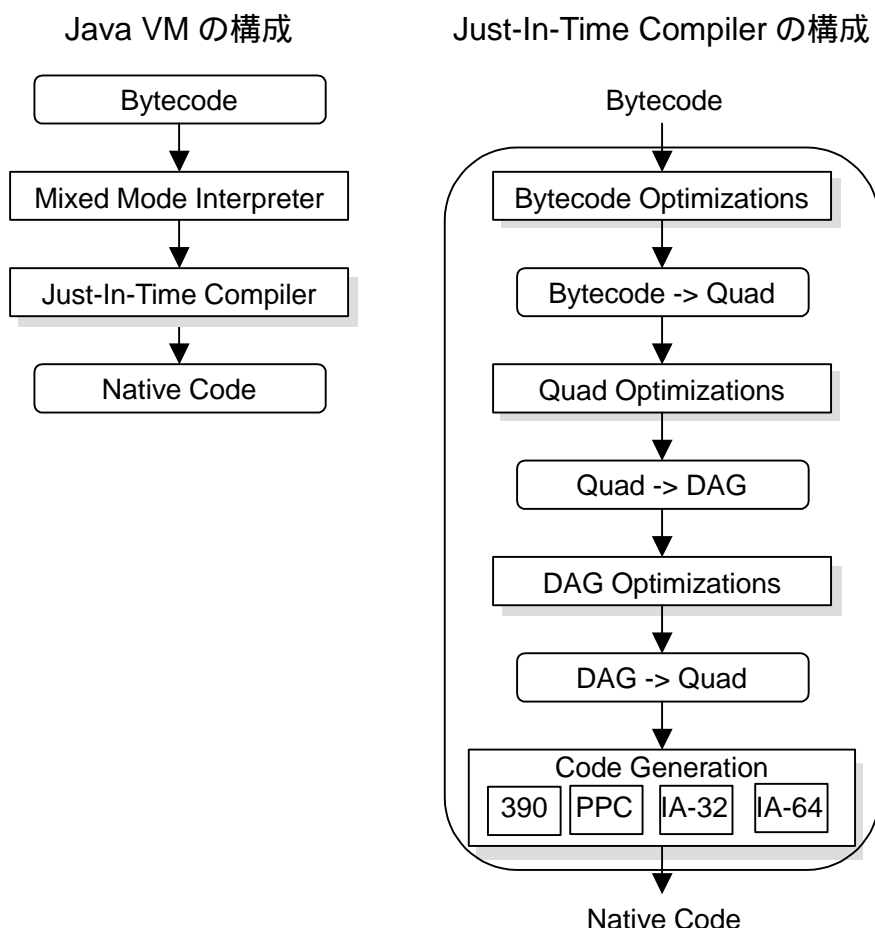 Java VM の構成
Bytecode
Mixed Mode Interpreter
Just-In-Time Compiler
Native Code
Just-In-Time Compiler の構成
Bytecode
Bytecode Optimizations
Bytecode -> Quad
Quad Optimizations
Quad -> DAG
DAG Optimizations
DAG -> Quad
Code Generation
390 PPC IA-32 IA-64
Native Code